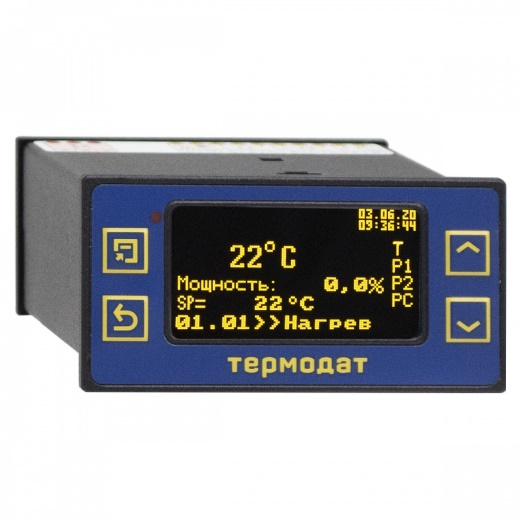 03.06.20
09:36:44
22°C
T
P1
Мощность: 0,0%
P2
SP= 22°C
PC
01.01>>Нагрев
термодат